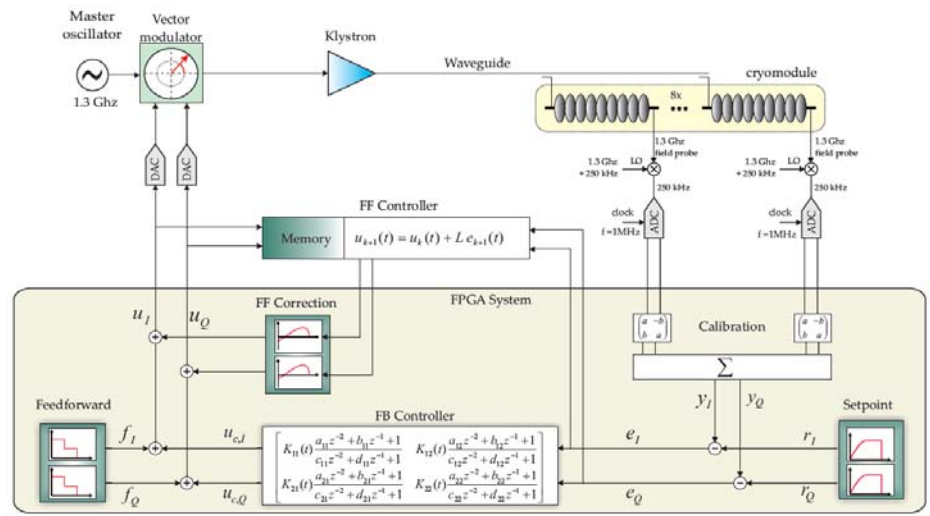 Master
oscillator
Vector
modulator
Klystron
Waveguide
cryomodule
8x
1.3 Ghz
1.3 Ghz
field probe
1.3 Ghz
field probe
1.3 Ghz
+ 250 kHz
LO
1.3 Ghz
+ 250 kHz
LO
250 kHz
250 kHz
DAC
DAC
clock
f =1MHz
ADC
clock
f =1MHz
ADC
FF Controller
Memory
u_{k+1}(t) = u_k(t) + L e_{k+1}(t)
FPGA System
u_I
u_Q
FF Correction
(a -b
b a)
Calibration
(a -b
b a)
Σ
y_I
y_Q
Feedforward
FB Controller
Setpoint
f_I
u_{c,I}
K_{11}(t) (a_{11}z^{-2} + b_{11}z^{-1} + 1)/(c_{11}z^{-2} + d_{11}z^{-1} + 1) K_{12}(t) (a_{12}z^{-2} + b_{12}z^{-1} + 1)/(c_{12}z^{-2} + d_{12}z^{-1} + 1)
K_{21}(t) (a_{21}z^{-2} + b_{21}z^{-1} + 1)/(c_{21}z^{-2} + d_{21}z^{-1} + 1) K_{22}(t) (a_{22}z^{-2} + b_{22}z^{-1} + 1)/(c_{22}z^{-2} + d_{22}z^{-1} + 1)
e_I
r_I
f_Q
u_{c,Q}
e_Q
r_Q